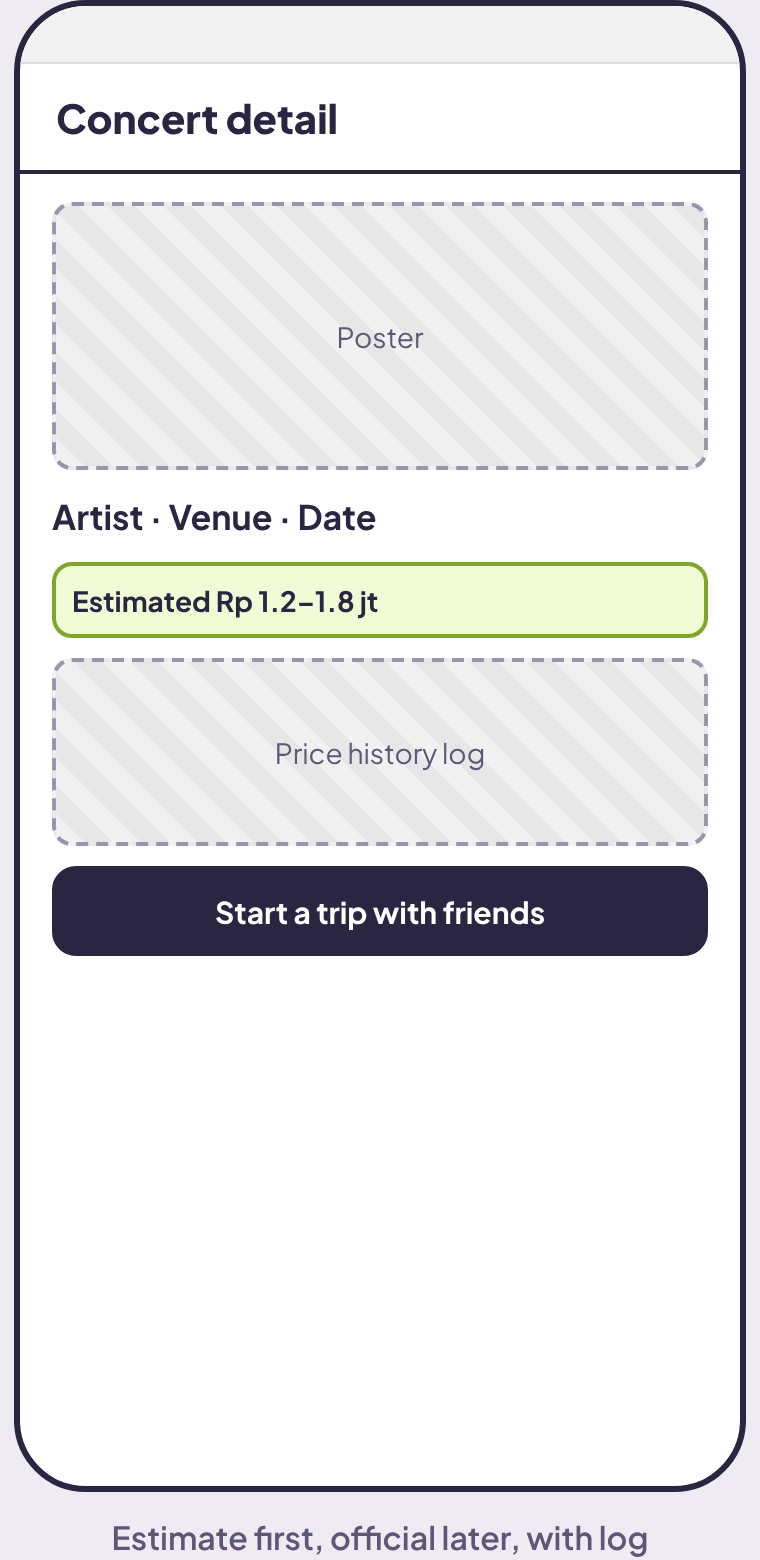 Concert detail
Poster
Artist · Venue · Date
Estimated Rp 1.2–1.8 jt
Price history log
Start a trip with friends
Estimate first, official later, with log